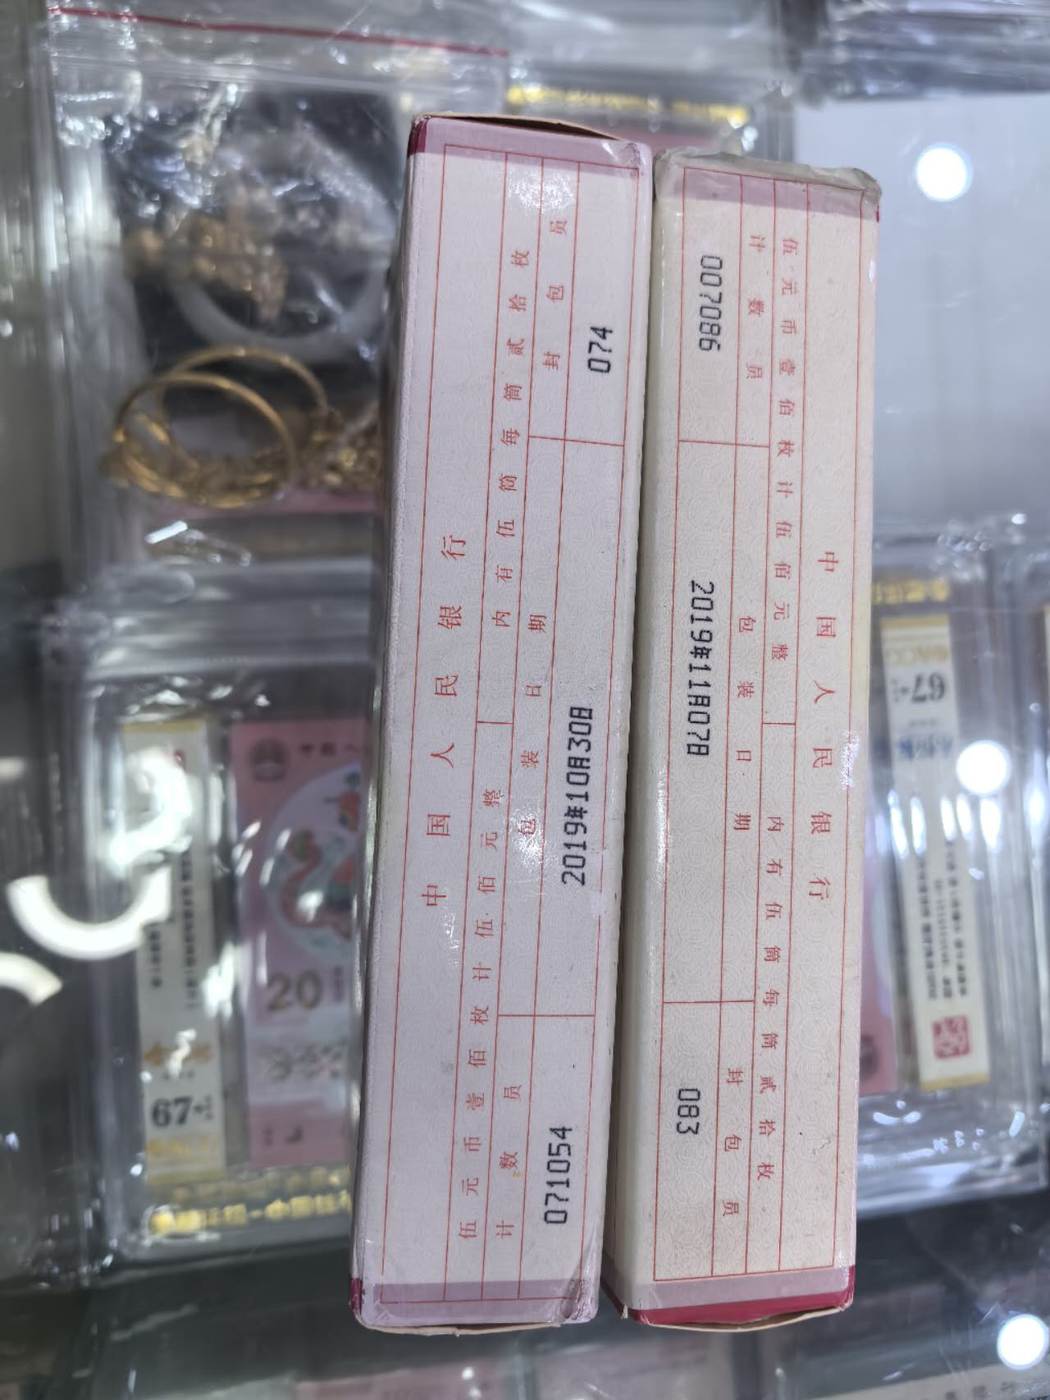 中国人民银行
伍元币壹佰枚计伍佰元整
内有伍筒每筒贰拾枚
计数员
包装日期
封包员
071054
2019年10月30日
074
中国人民银行
伍元币壹佰枚计伍佰元整
内有伍筒每筒贰拾枚
计数员
包装日期
封包员
007086
2019年11月07日
083
20
67
67